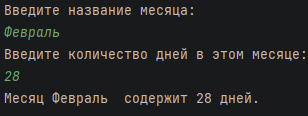 Введите название месяца:
Февраль
Введите количество дней в этом месяце:
28
Месяц Февраль  содержит 28 дней.